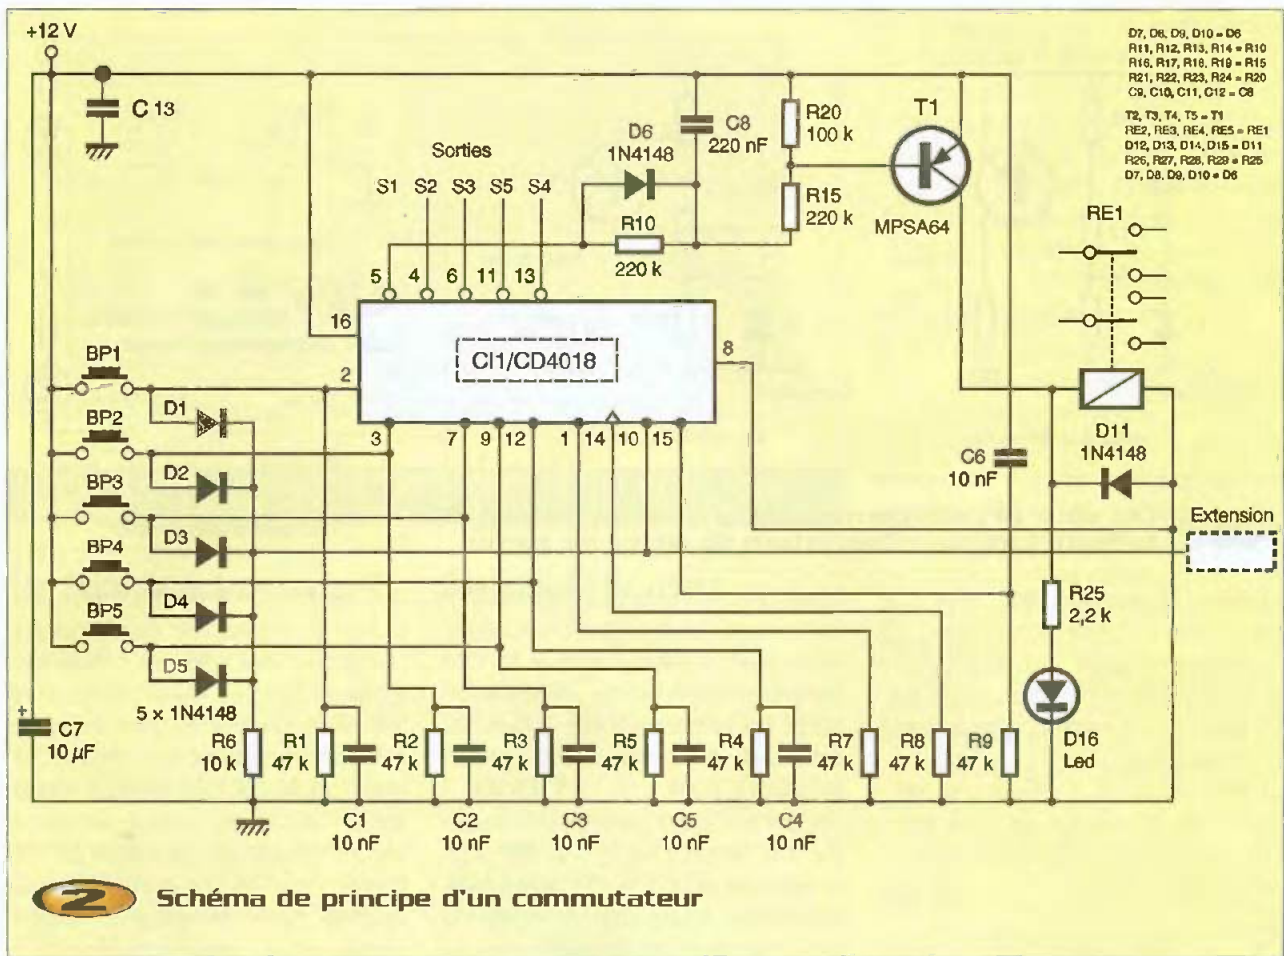 +12 V
C 13
D7, D8, D9, D10 = D6
R11, R12, R13, R14 = R10
R16, R17, R18, R19 = R15
R21, R22, R23, R24 = R20
C9, C10, C11, C12 = C8
T2, T3, T4, T5 = T1
RE2, RE3, RE4, RE5 = RE1
D12, D13, D14, D15 = D11
R26, R27, R28, R29 = R25
D7, D8, D9, D10 = D6
Sorties
S1 S2 S3 S5 S4
D6
1N4148
C8
220 nF
R20
100 k
T1
R15
220 k
MPSA64
R10
220 k
RE1
5 4 6 11 13
16
2
8
CI1/CD4018
3 7 9 12 1 14 10 15
BP1
D1
BP2
D2
BP3
D3
BP4
D4
BP5
D5
5 x 1N4148
C6
10 nF
D11
1N4148
Extension
R25
2,2 k
D16
Led
+
C7
10 µF
R6
10 k
R1
47 k
R2
47 k
R3
47 k
R5
47 k
R4
47 k
R7
47 k
R8
47 k
R9
47 k
C1
10 nF
C2
10 nF
C3
10 nF
C5
10 nF
C4
10 nF
2 Schéma de principe d'un commutateur